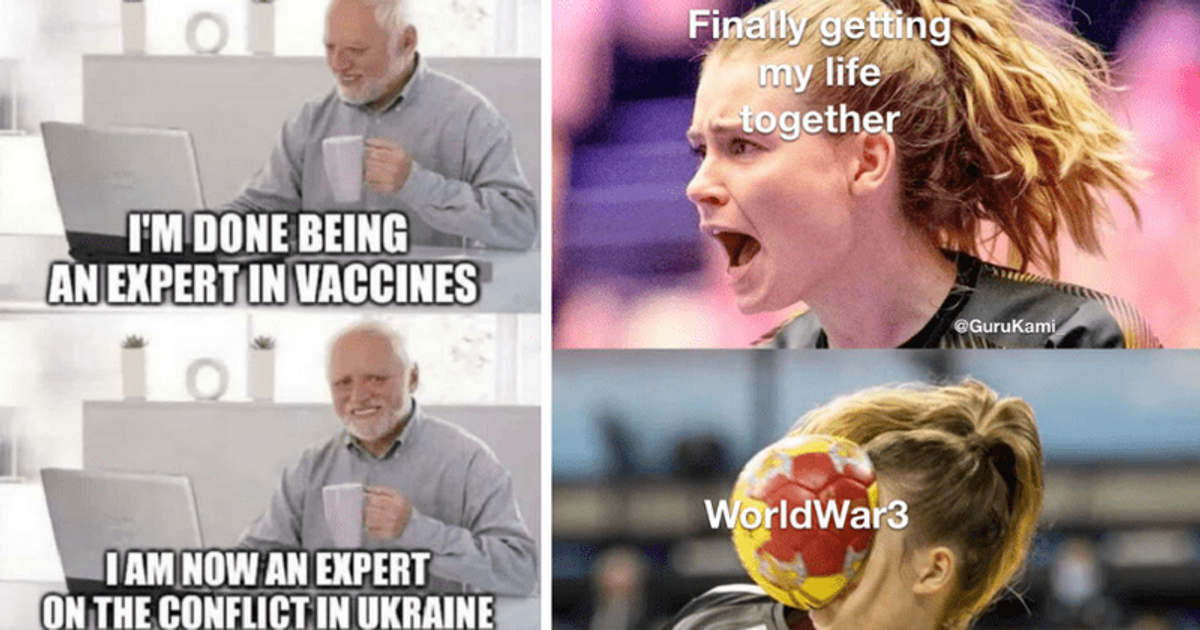 I'M DONE BEING
AN EXPERT IN VACCINES
I AM NOW AN EXPERT
ON THE CONFLICT IN UKRAINE
Finally getting
my life
together
@GuruKami
WorldWar3